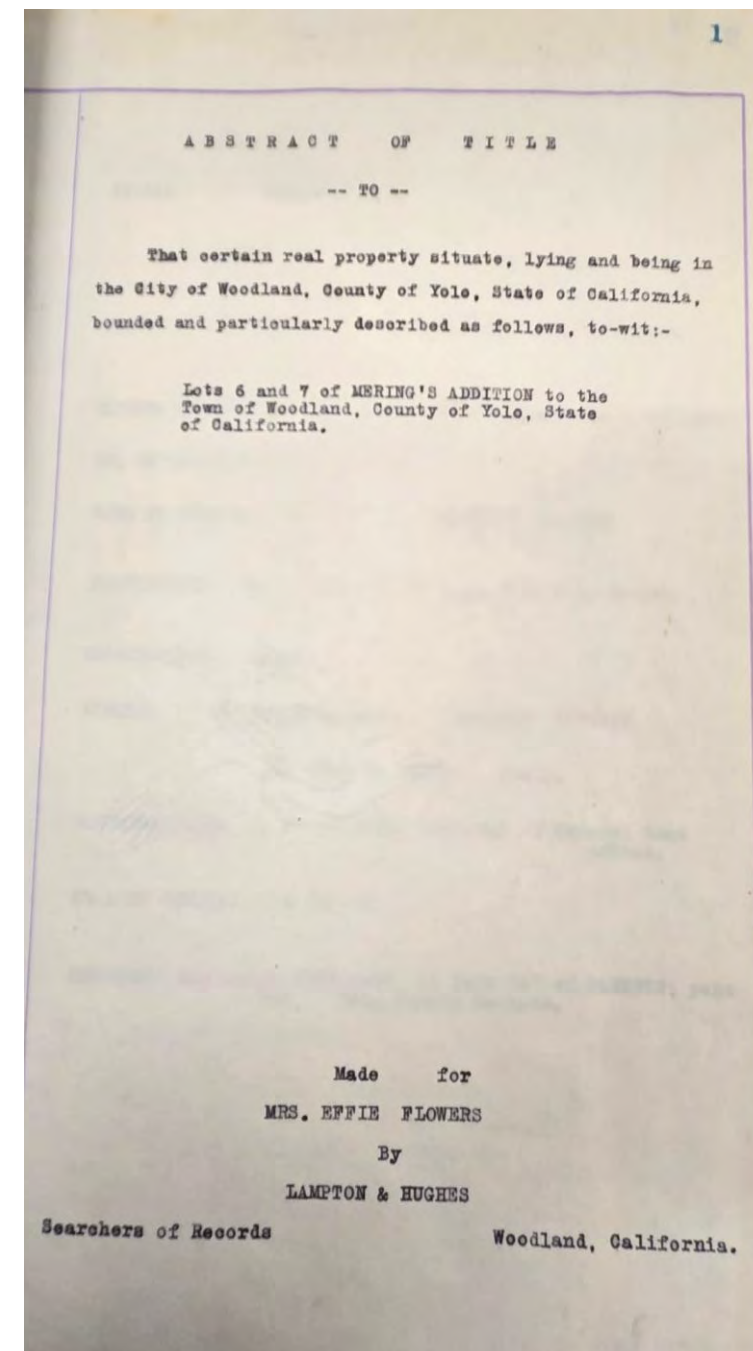 1
ABSTRACT OF TITLE
-- TO --
That certain real property situate, lying and being in
the City of Woodland, County of Yolo, State of California,
bounded and particularly described as follows, to-wit:-
Lots 6 and 7 of MERING'S ADDITION to the
Town of Woodland, County of Yolo, State
of California.
Made for
MRS. EFFIE FLOWERS
By
LAMPTON & HUGHES
Searchers of Records Woodland, California.